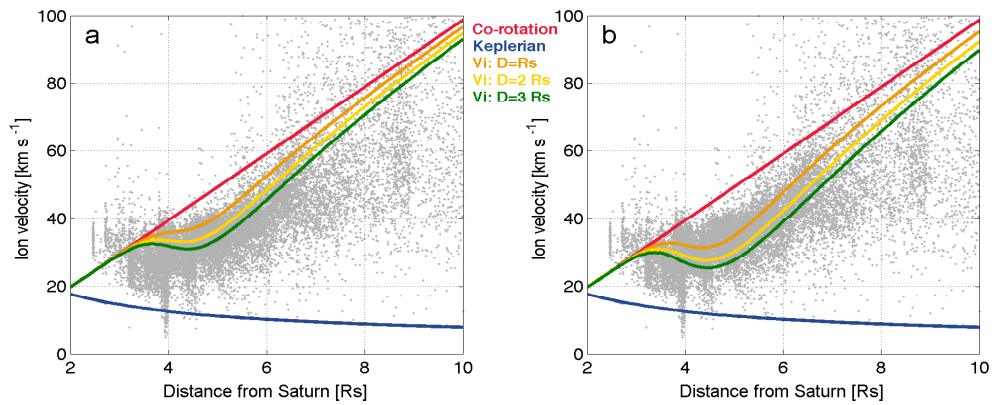 a
100
80
60
40
20
0
Ion velocity [km s -1]
2
4
6
8
10
Distance from Saturn [Rs]
Co-rotation
Keplerian
Vi: D=Rs
Vi: D=2 Rs
Vi: D=3 Rs
b
100
80
60
40
20
0
Ion velocity [km s -1]
2
4
6
8
10
Distance from Saturn [Rs]